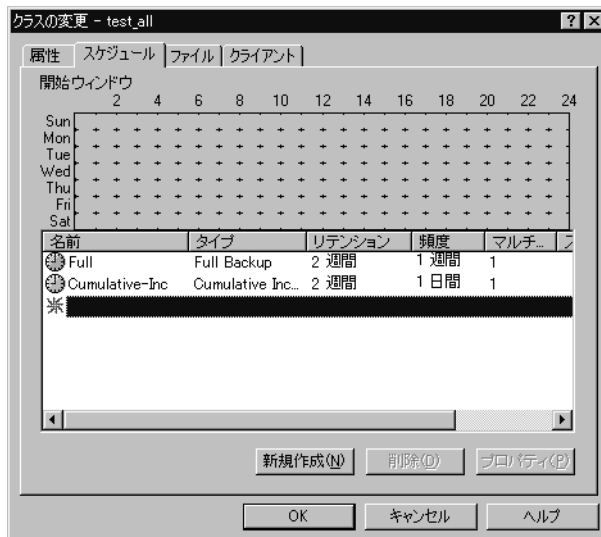 クラスの変更 - test_all
属性 スケジュール ファイル クライアント
開始ウィンドウ
2 4 6 8 10 12 14 16 18 20 22 24
Sun
Mon
Tue
Wed
Thu
Fri
Sat
名前 タイプ リテンション 頻度 マルチ...
Full Full Backup 2 週間 1 週間 1
Cumulative-Inc Cumulative Inc... 2 週間 1 日間 1
新規作成(N) 削除(D) プロパティ(P)
OK キャンセル ヘルプ